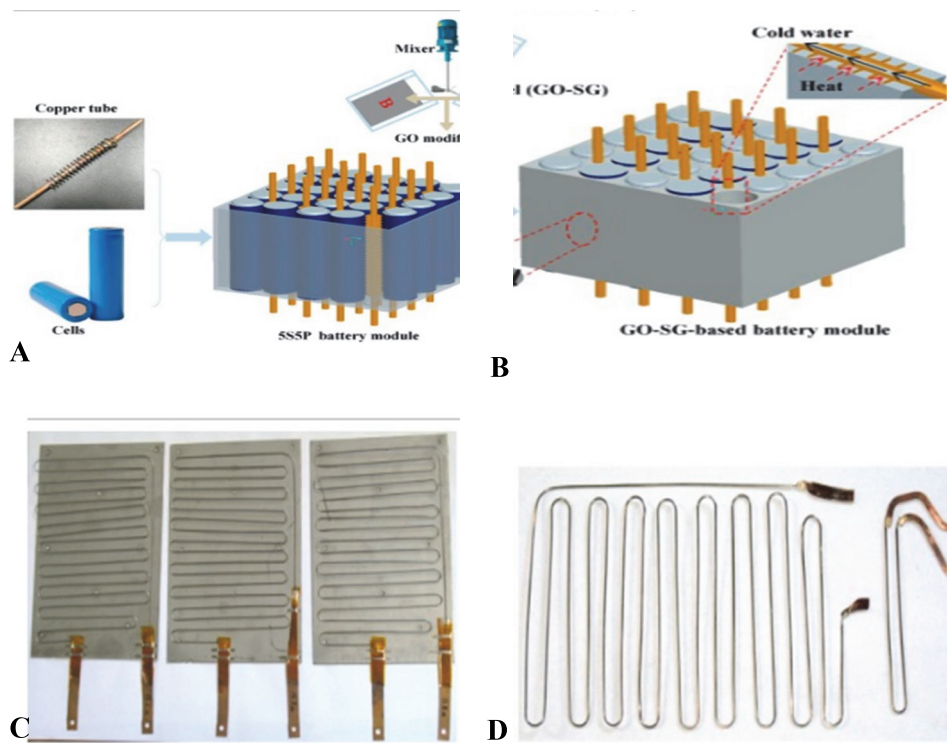 Mixer
B
Copper tube
GO modif
Cells
5S5P battery module
A
Cold water
Heat
el (GO-SG)
GO-SG-based battery module
B
C
D